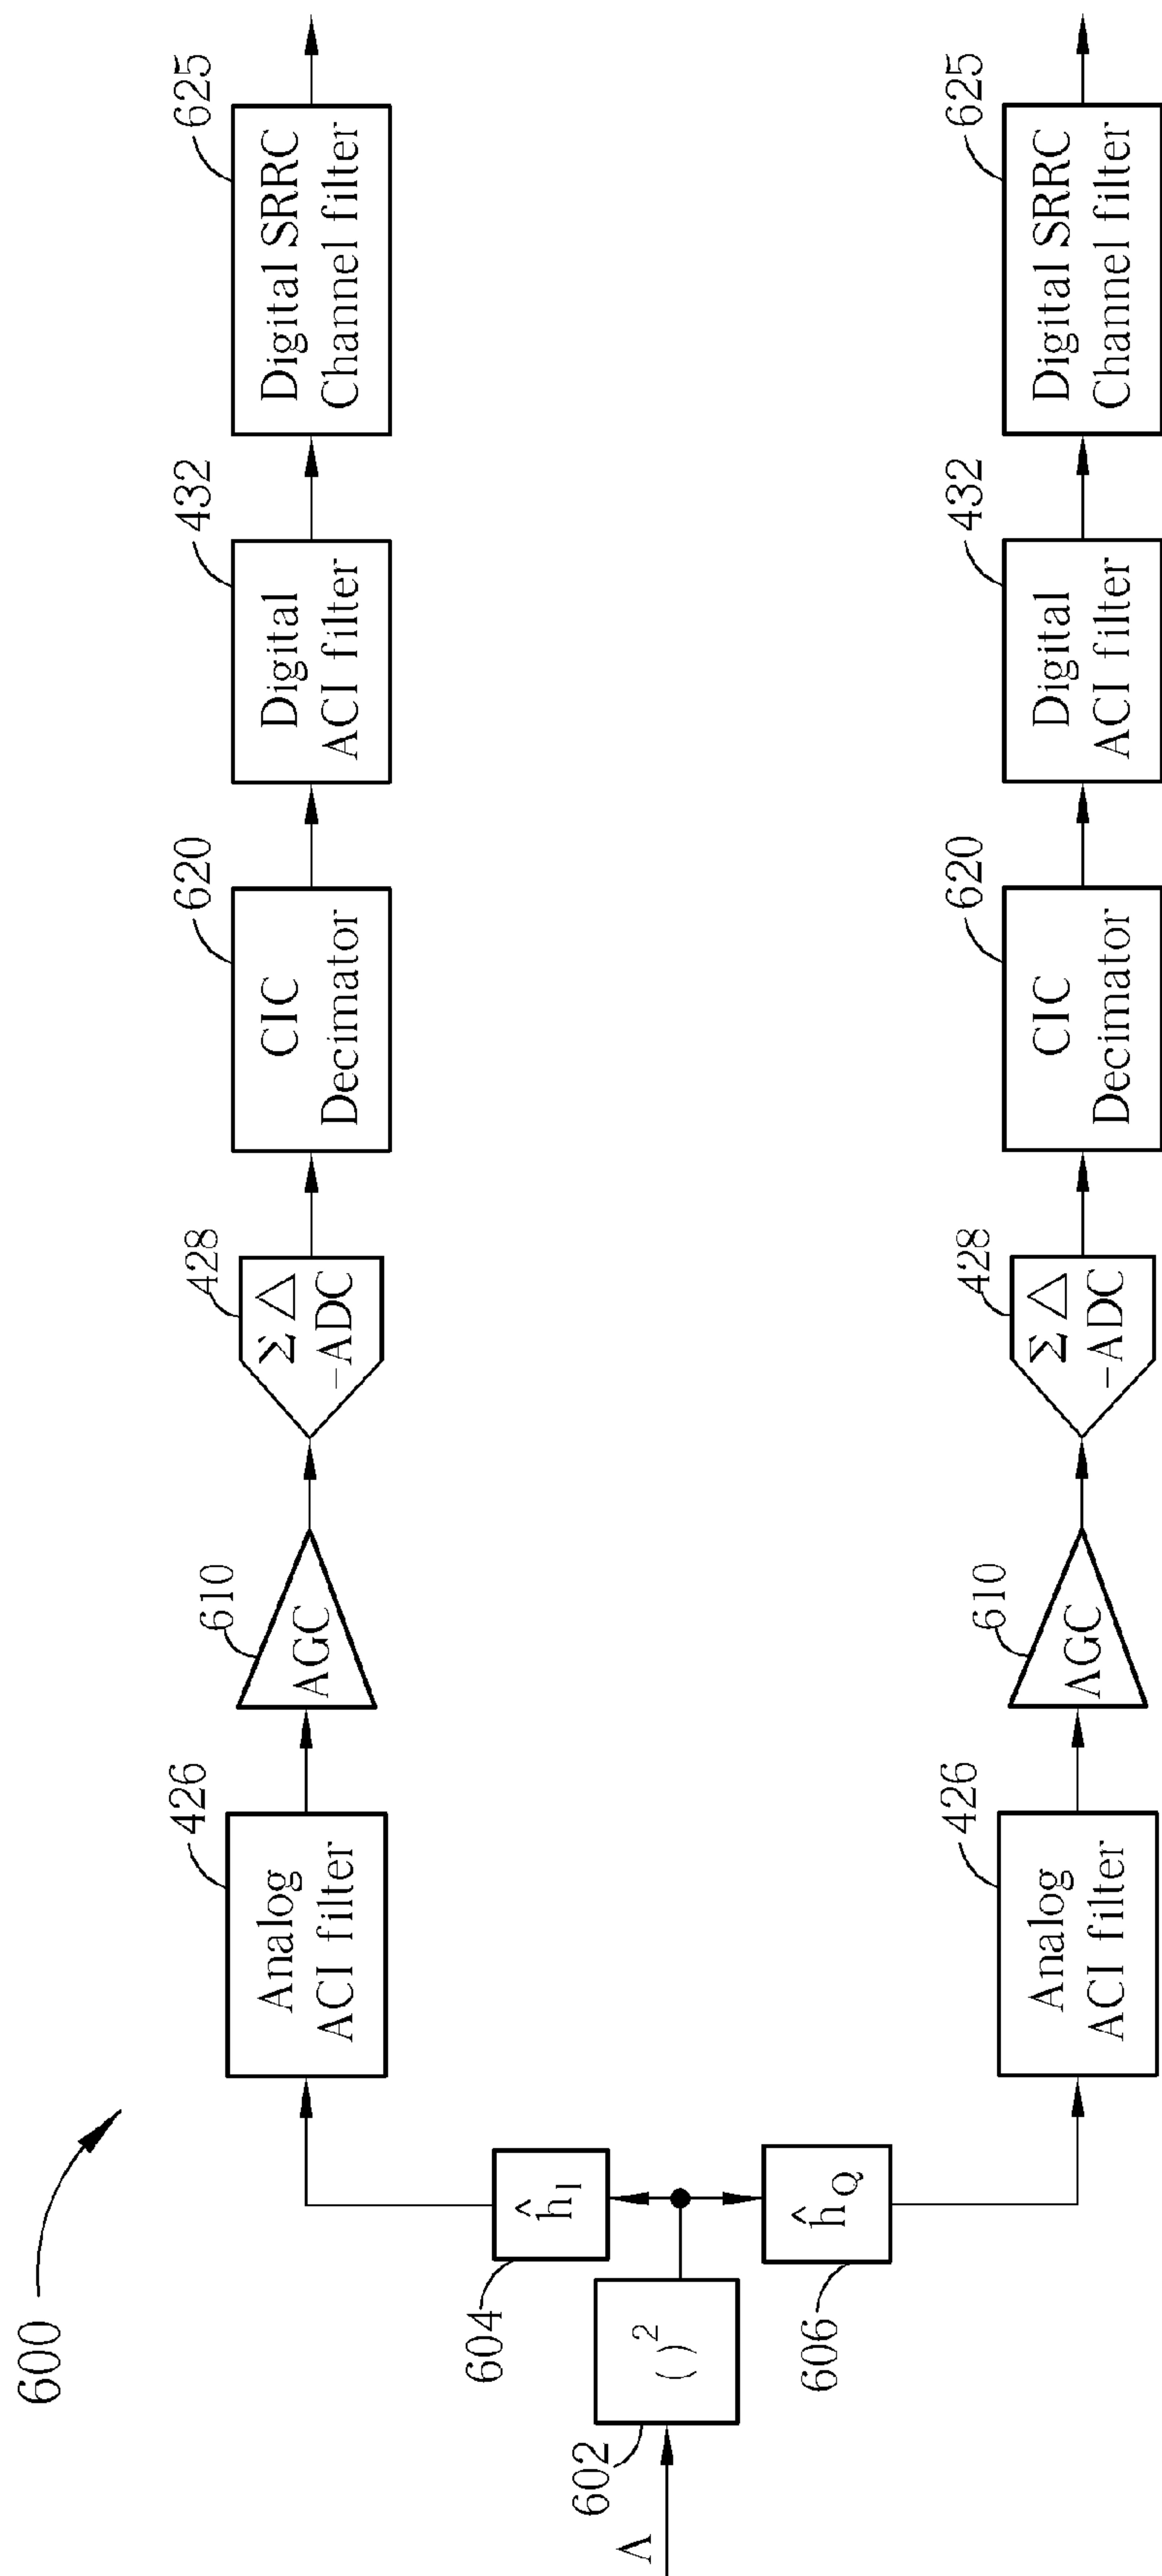 600
Λ
602
( )²
604
ĥI
606
ĥQ
426
Analog
ACI filter
610
AGC
428
ΣΔ
-ADC
620
CIC
Decimator
432
Digital
ACI filter
625
Digital SRRC
Channel filter
426
Analog
ACI filter
610
AGC
428
ΣΔ
-ADC
620
CIC
Decimator
432
Digital
ACI filter
625
Digital SRRC
Channel filter